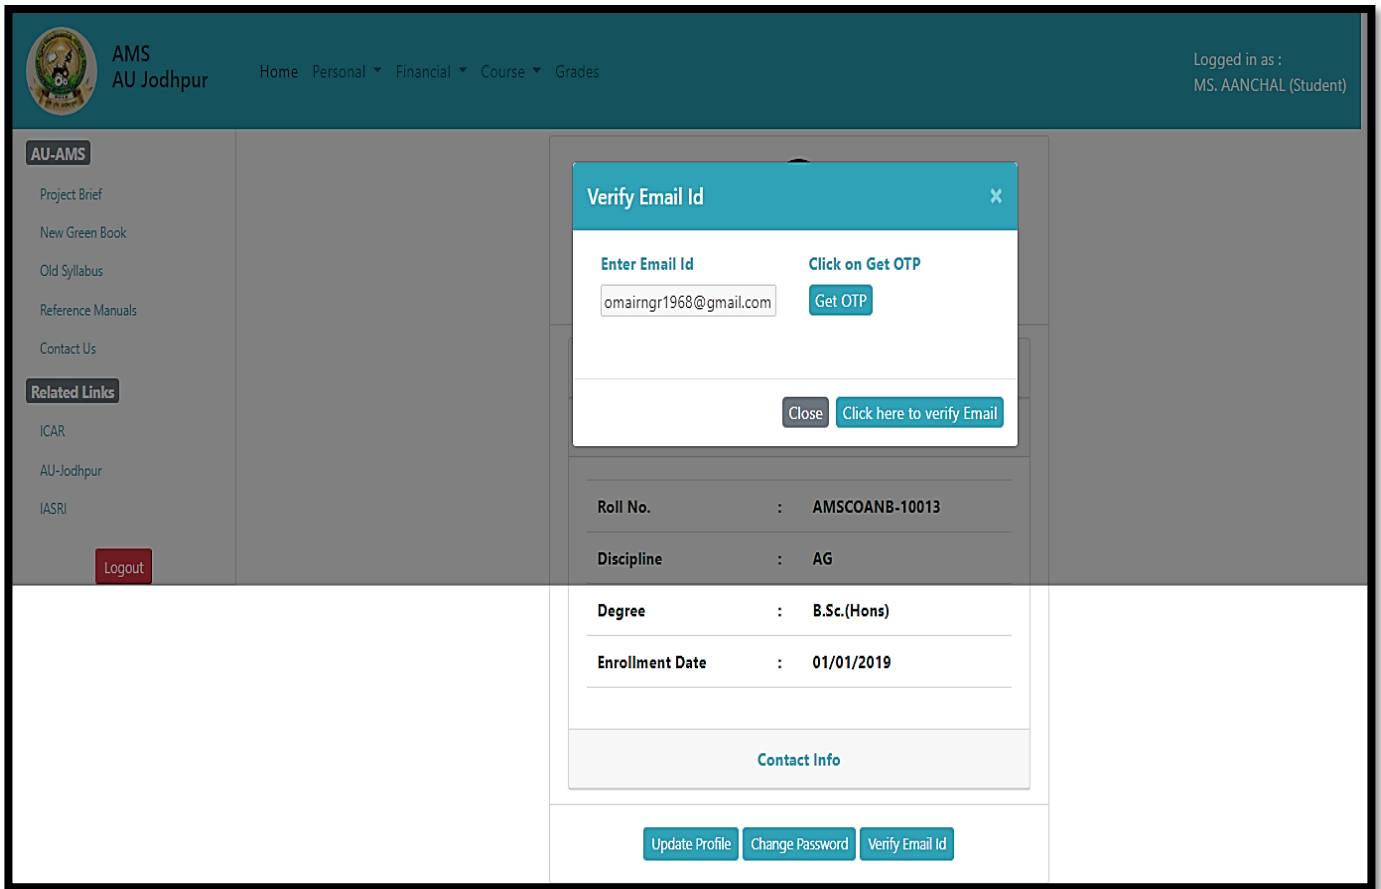 AMS
AU Jodhpur
Home Personal Financial Course Grades
Logged in as :
MS. AANCHAL (Student)
AU-AMS
Project Brief
New Green Book
Old Syllabus
Reference Manuals
Contact Us
Related Links
ICAR
AU-Jodhpur
IASRI
Logout
Verify Email Id ×
Enter Email Id Click on Get OTP
omairngr1968@gmail.com Get OTP
Close Click here to verify Email
Roll No. : AMSCOANB-10013
Discipline : AG
Degree : B.Sc.(Hons)
Enrollment Date : 01/01/2019
Contact Info
Update Profile Change Password Verify Email Id